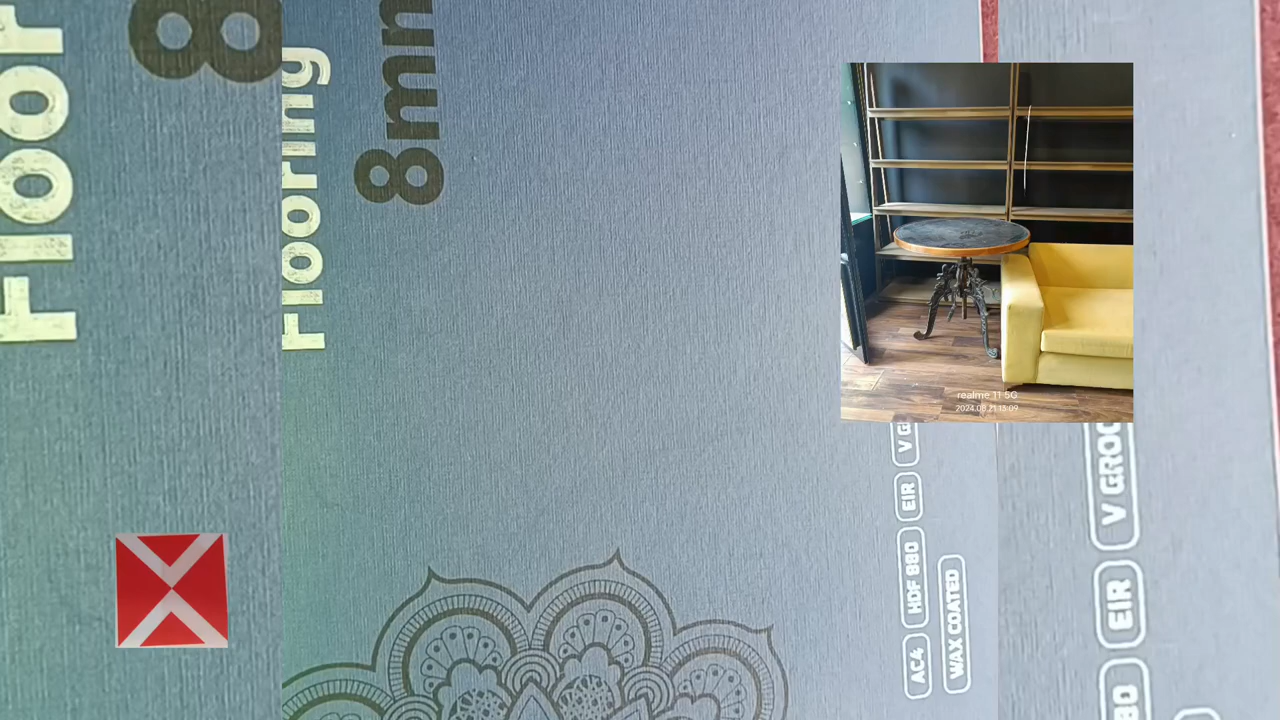 Floor
8
Flooring
8mm
AC4
HDF 880
EIR
V G
WAX COATED
80
EIR
V GROO
realme 11 5G
2024.08.21 13:09